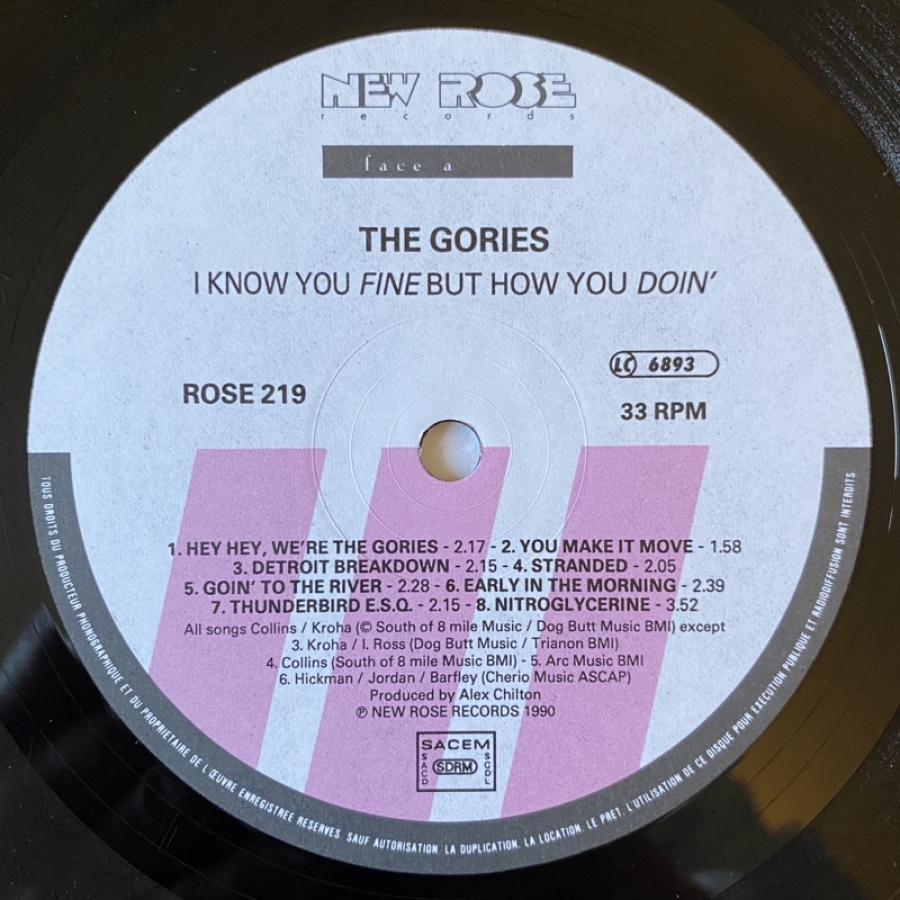 NEW ROSE
records
face a
THE GORIES
I KNOW YOU FINE BUT HOW YOU DOIN'
LC 6893
ROSE 219
33 RPM
1. HEY HEY, WE'RE THE GORIES - 2.17 - 2. YOU MAKE IT MOVE - 1.58
3. DETROIT BREAKDOWN - 2.15 - 4. STRANDED - 2.05
5. GOIN' TO THE RIVER - 2.28 - 6. EARLY IN THE MORNING - 2.39
7. THUNDERBIRD E.S.Q. - 2.15 - 8. NITROGLYCERINE - 3.52
All songs Collins / Kroha (© South of 8 mile Music / Dog Butt Music BMI) except
3. Kroha / I. Ross (Dog Butt Music / Trianon BMI)
4. Collins (South of 8 mile Music BMI) - 5. Arc Music BMI
6. Hickman / Jordan / Barfley (Cherio Music ASCAP)
Produced by Alex Chilton
℗ NEW ROSE RECORDS 1990
SACEM
SACD SDRM SGDL
TOUS DROITS DU PRODUCTEUR PHONOGRAPHIQUE ET DU PROPRIETAIRE DE L'ŒUVRE ENREGISTREE RESERVES. SAUF AUTORISATION LA DUPLICATION. LA LOCATION. LE PRET. L'UTILISATION DE CE DISQUE POUR EXECUTION PUBLIQUE ET RADIODIFFUSION SONT INTERDITS